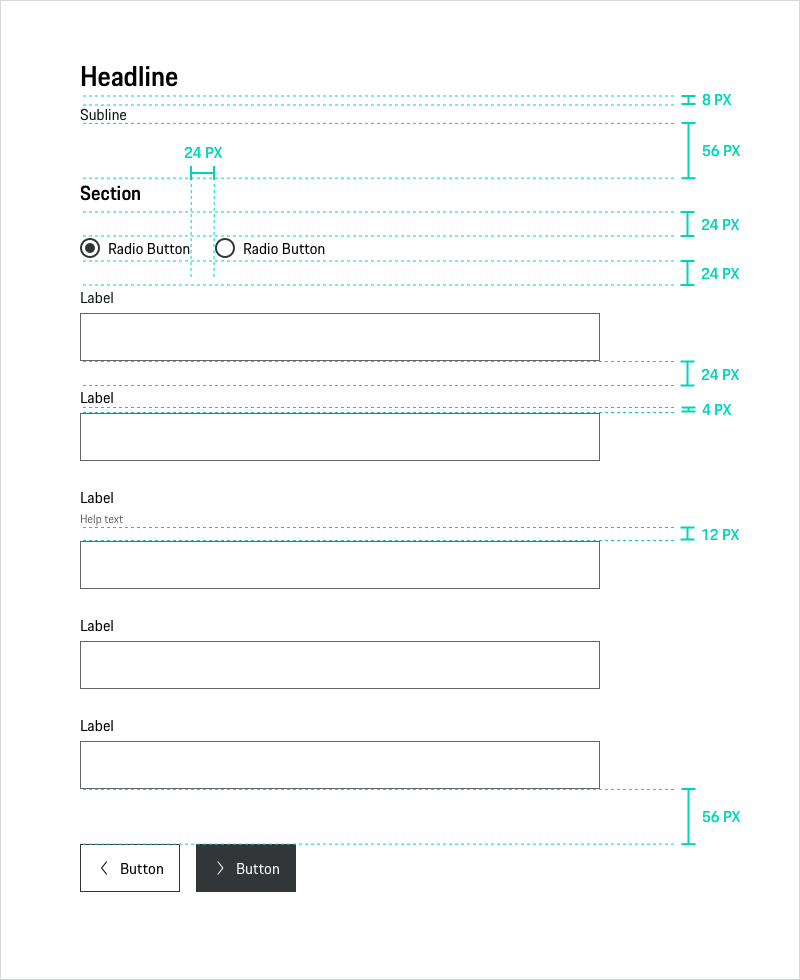 Headline
8 PX
Subline
24 PX
56 PX
Section
24 PX
Radio Button Radio Button
24 PX
Label
24 PX
Label
4 PX
Label
Help text
12 PX
Label
Label
56 PX
Button Button